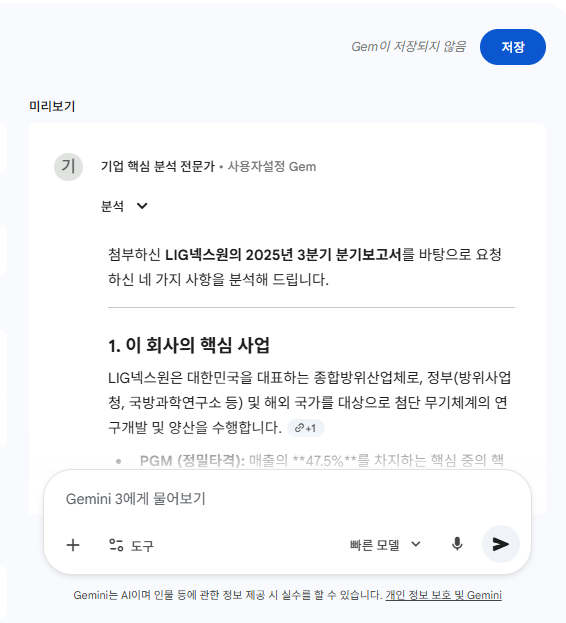 Gem이 저장되지 않음
저장
미리보기
기
기업 핵심 분석 전문가 • 사용자설정 Gem
분석
첨부하신 LIG넥스원의 2025년 3분기 분기보고서를 바탕으로 요청
하신 네 가지 사항을 분석해 드립니다.
1. 이 회사의 핵심 사업
LIG넥스원은 대한민국을 대표하는 종합방위산업체로, 정부(방위사업
청, 국방과학연구소 등) 및 해외 국가를 대상으로 첨단 무기체계의 연
구개발 및 양산을 수행합니다. +1
• PGM (정밀타격): 매출의 **47.5%**를 차지하는 핵심 중의 핵
Gemini 3에게 물어보기
도구
빠른 모델
Gemini는 AI이며 인물 등에 관한 정보 제공 시 실수를 할 수 있습니다. 개인 정보 보호 및 Gemini